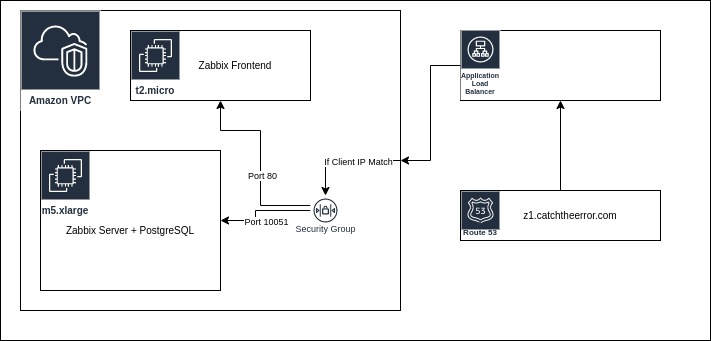 Amazon VPC
t2.micro
Zabbix Frontend
Application
Load
Balancer
If Client IP Match
Port 80
m5.xlarge
Zabbix Server + PostgreSQL
Port 10051
Security Group
53
Route 53
z1.catchtheerror.com